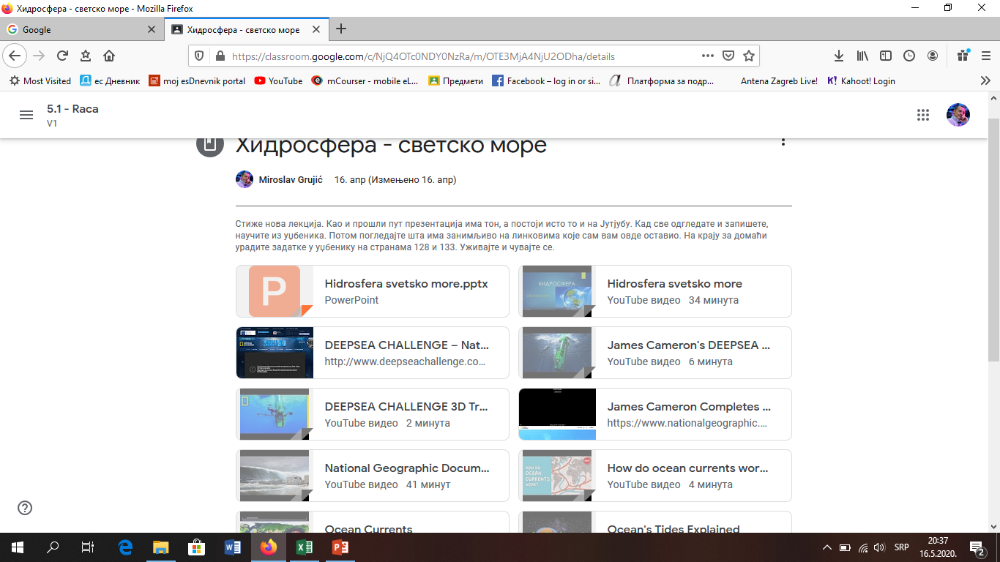 Хидросфера - светско море - Mozilla Firefox
Google
Хидросфера - светско море
https://classroom.google.com/c/NjQ4OTc0NDY0NzRa/m/OTE3MjA4NjU2ODha/details
Most Visited ес Дневник moj esDnevnik portal YouTube mCourser - mobile eL... Предмети Facebook – log in or si... Платформа за подр... Antena Zagreb Live! Kahoot! Login
5.1 - Raca
V1
Хидросфера - светско море
Miroslav Grujić 16. апр (Измењено 16. апр)
Стиже нова лекција. Као и прошли пут презентација има тон, а постоји исто то и на Јутјубу. Кад све одгледате и запишете,
научите из уџбеника. Потом погледајте шта има занимљиво на линковима које сам вам овде оставио. На крају за домаћи
урадите задатке у уџбенику на странама 128 и 133. Уживајте и чувајте се.
P
Hidrosfera svetsko more.pptx
PowerPoint
ХИДРОСФЕРА
Hidrosfera svetsko more
YouTube видео 34 минута
DEEPSEA CHALLENGE – Nat...
http://www.deepseachallenge.co...
James Cameron's DEEPSEA ...
YouTube видео 6 минута
DEEPSEA CHALLENGE 3D Tr...
YouTube видео 2 минута
James Cameron Completes ...
https://www.nationalgeographic....
National Geographic Docum...
YouTube видео 41 минут
HOW DO
OCEAN
CURRENTS
WORK?
How do ocean currents wor...
YouTube видео 4 минута
Ocean Currents
Ocean's Tides Explained
SRP
20:37
16.5.2020.
2